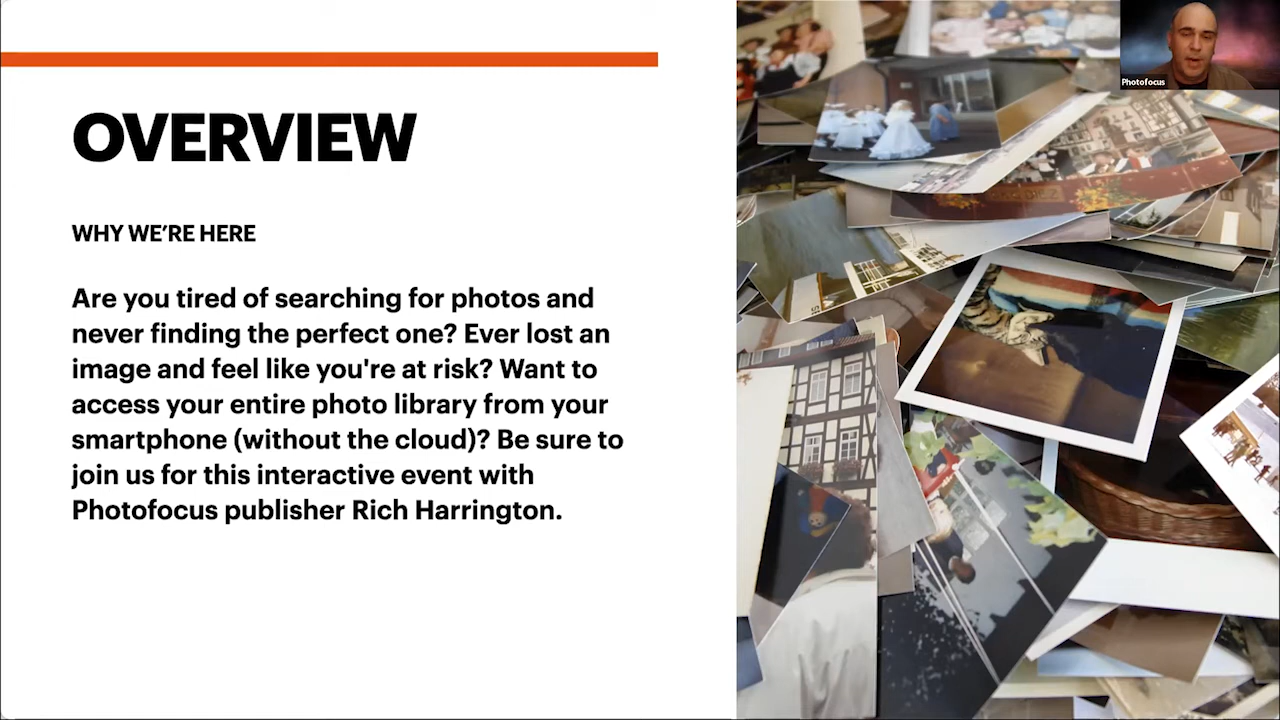 OVERVIEW
WHY WE’RE HERE
Are you tired of searching for photos and
never finding the perfect one? Ever lost an
image and feel like you're at risk? Want to
access your entire photo library from your
smartphone (without the cloud)? Be sure to
join us for this interactive event with
Photofocus publisher Rich Harrington.
Photofocus